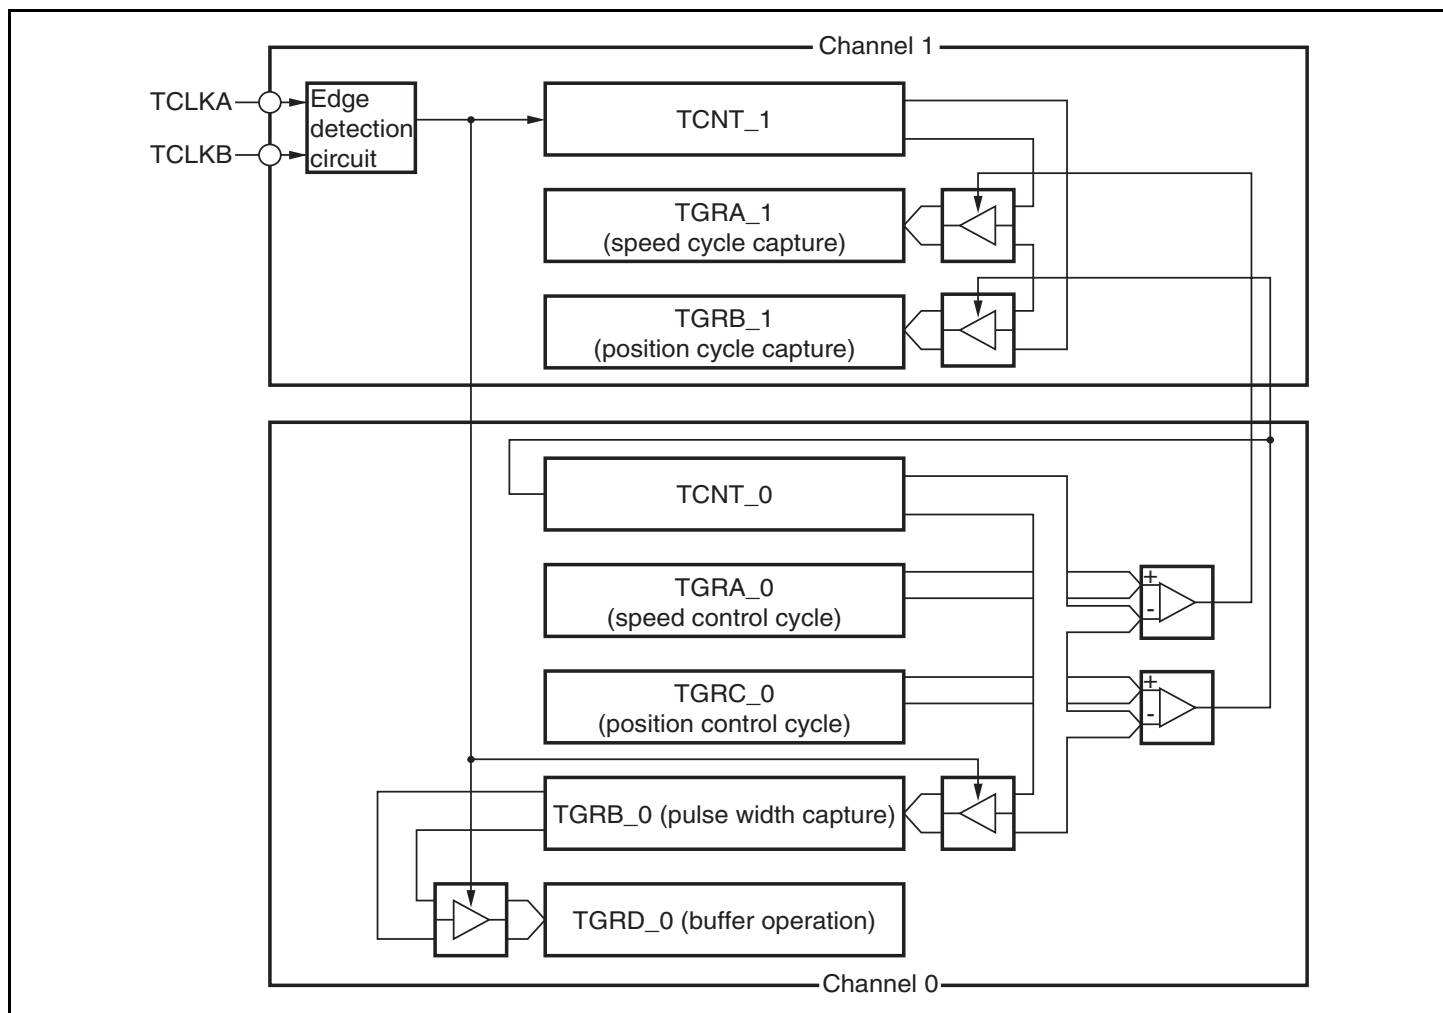 Channel 1
TCLKA
TCLKB
Edge
detection
circuit
TCNT_1
TGRA_1
(speed cycle capture)
TGRB_1
(position cycle capture)
TCNT_0
TGRA_0
(speed control cycle)
+
-
TGRC_0
(position control cycle)
+
-
TGRB_0 (pulse width capture)
TGRD_0 (buffer operation)
Channel 0